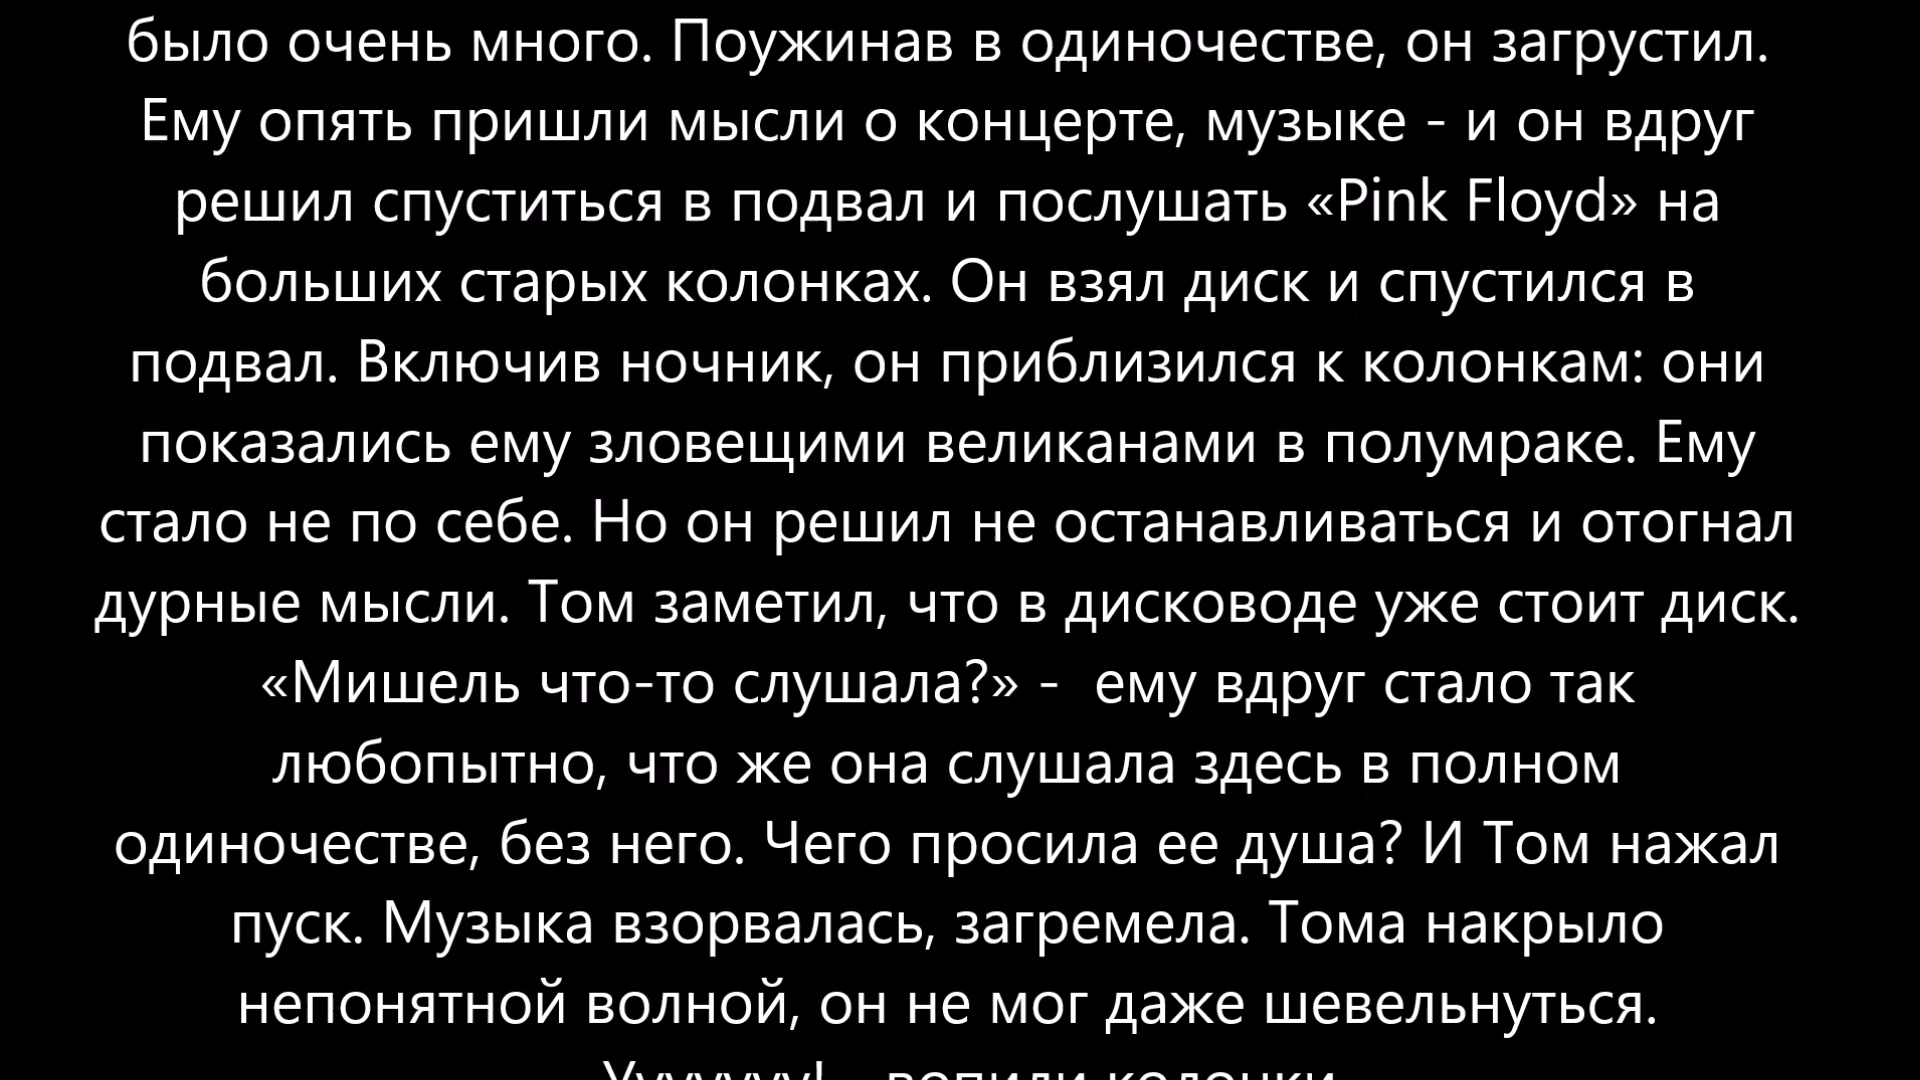 было очень много. Поужинав в одиночестве, он загрустил.
Ему опять пришли мысли о концерте, музыке - и он вдруг
решил спуститься в подвал и послушать «Pink Floyd» на
больших старых колонках. Он взял диск и спустился в
подвал. Включив ночник, он приблизился к колонкам: они
показались ему зловещими великанами в полумраке. Ему
стало не по себе. Но он решил не останавливаться и отогнал
дурные мысли. Том заметил, что в дисководе уже стоит диск.
«Мишель что-то слушала?» -  ему вдруг стало так
любопытно, что же она слушала здесь в полном
одиночестве, без него. Чего просила ее душа? И Том нажал
пуск. Музыка взорвалась, загремела. Тома накрыло
непонятной волной, он не мог даже шевельнуться.
вопили колонки